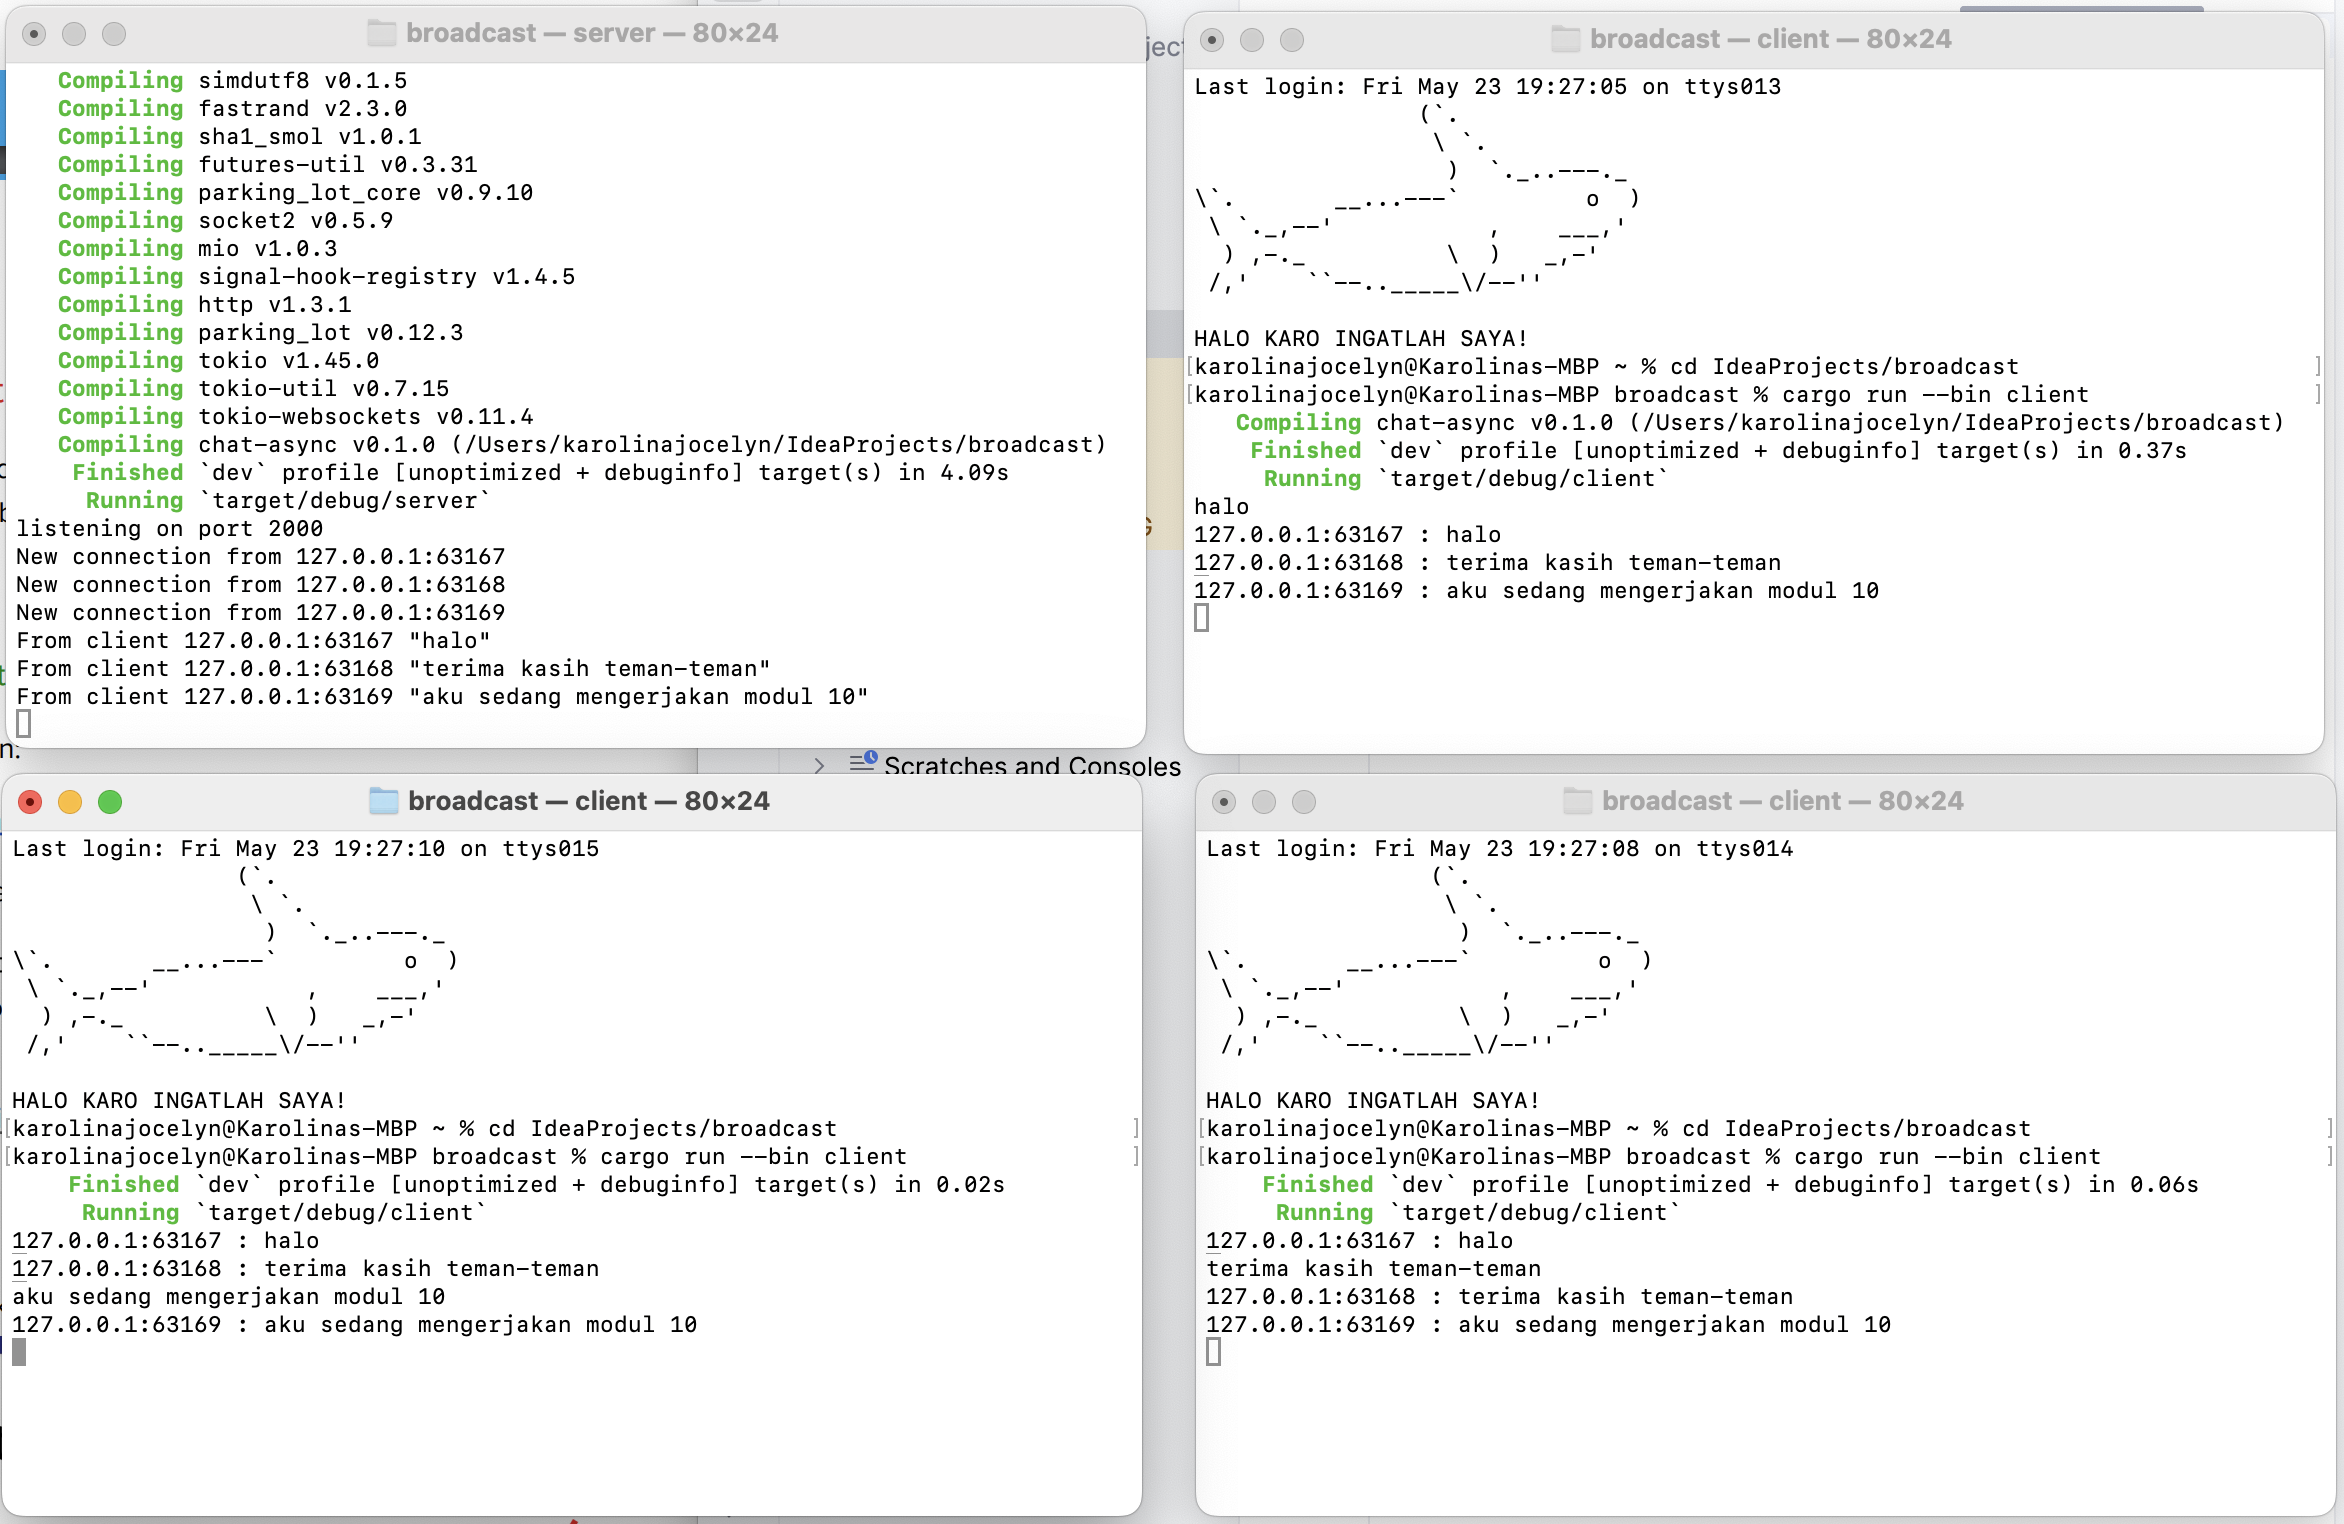 broadcast — server — 80×24
Compiling simdutf8 v0.1.5
Compiling fastrand v2.3.0
Compiling sha1_smol v1.0.1
Compiling futures-util v0.3.31
Compiling parking_lot_core v0.9.10
Compiling socket2 v0.5.9
Compiling mio v1.0.3
Compiling signal-hook-registry v1.4.5
Compiling http v1.3.1
Compiling parking_lot v0.12.3
Compiling tokio v1.45.0
Compiling tokio-util v0.7.15
Compiling tokio-websockets v0.11.4
Compiling chat-async v0.1.0 (/Users/karolinajocelyn/IdeaProjects/broadcast)
Finished `dev` profile [unoptimized + debuginfo] target(s) in 4.09s
Running `target/debug/server`
listening on port 2000
New connection from 127.0.0.1:63167
New connection from 127.0.0.1:63168
New connection from 127.0.0.1:63169
From client 127.0.0.1:63167 "halo"
From client 127.0.0.1:63168 "terima kasih teman-teman"
From client 127.0.0.1:63169 "aku sedang mengerjakan modul 10"
broadcast — client — 80×24
Last login: Fri May 23 19:27:05 on ttys013
HALO KARO INGATLAH SAYA!
[karolinajocelyn@Karolinas-MBP ~ % cd IdeaProjects/broadcast ]
[karolinajocelyn@Karolinas-MBP broadcast % cargo run --bin client ]
Compiling chat-async v0.1.0 (/Users/karolinajocelyn/IdeaProjects/broadcast)
Finished `dev` profile [unoptimized + debuginfo] target(s) in 0.37s
Running `target/debug/client`
halo
127.0.0.1:63167 : halo
127.0.0.1:63168 : terima kasih teman-teman
127.0.0.1:63169 : aku sedang mengerjakan modul 10
Scratches and Consoles
broadcast — client — 80×24
Last login: Fri May 23 19:27:10 on ttys015
HALO KARO INGATLAH SAYA!
[karolinajocelyn@Karolinas-MBP ~ % cd IdeaProjects/broadcast ]
[karolinajocelyn@Karolinas-MBP broadcast % cargo run --bin client ]
Finished `dev` profile [unoptimized + debuginfo] target(s) in 0.02s
Running `target/debug/client`
127.0.0.1:63167 : halo
127.0.0.1:63168 : terima kasih teman-teman
aku sedang mengerjakan modul 10
127.0.0.1:63169 : aku sedang mengerjakan modul 10
broadcast — client — 80×24
Last login: Fri May 23 19:27:08 on ttys014
HALO KARO INGATLAH SAYA!
[karolinajocelyn@Karolinas-MBP ~ % cd IdeaProjects/broadcast ]
[karolinajocelyn@Karolinas-MBP broadcast % cargo run --bin client ]
Finished `dev` profile [unoptimized + debuginfo] target(s) in 0.06s
Running `target/debug/client`
127.0.0.1:63167 : halo
terima kasih teman-teman
127.0.0.1:63168 : terima kasih teman-teman
127.0.0.1:63169 : aku sedang mengerjakan modul 10